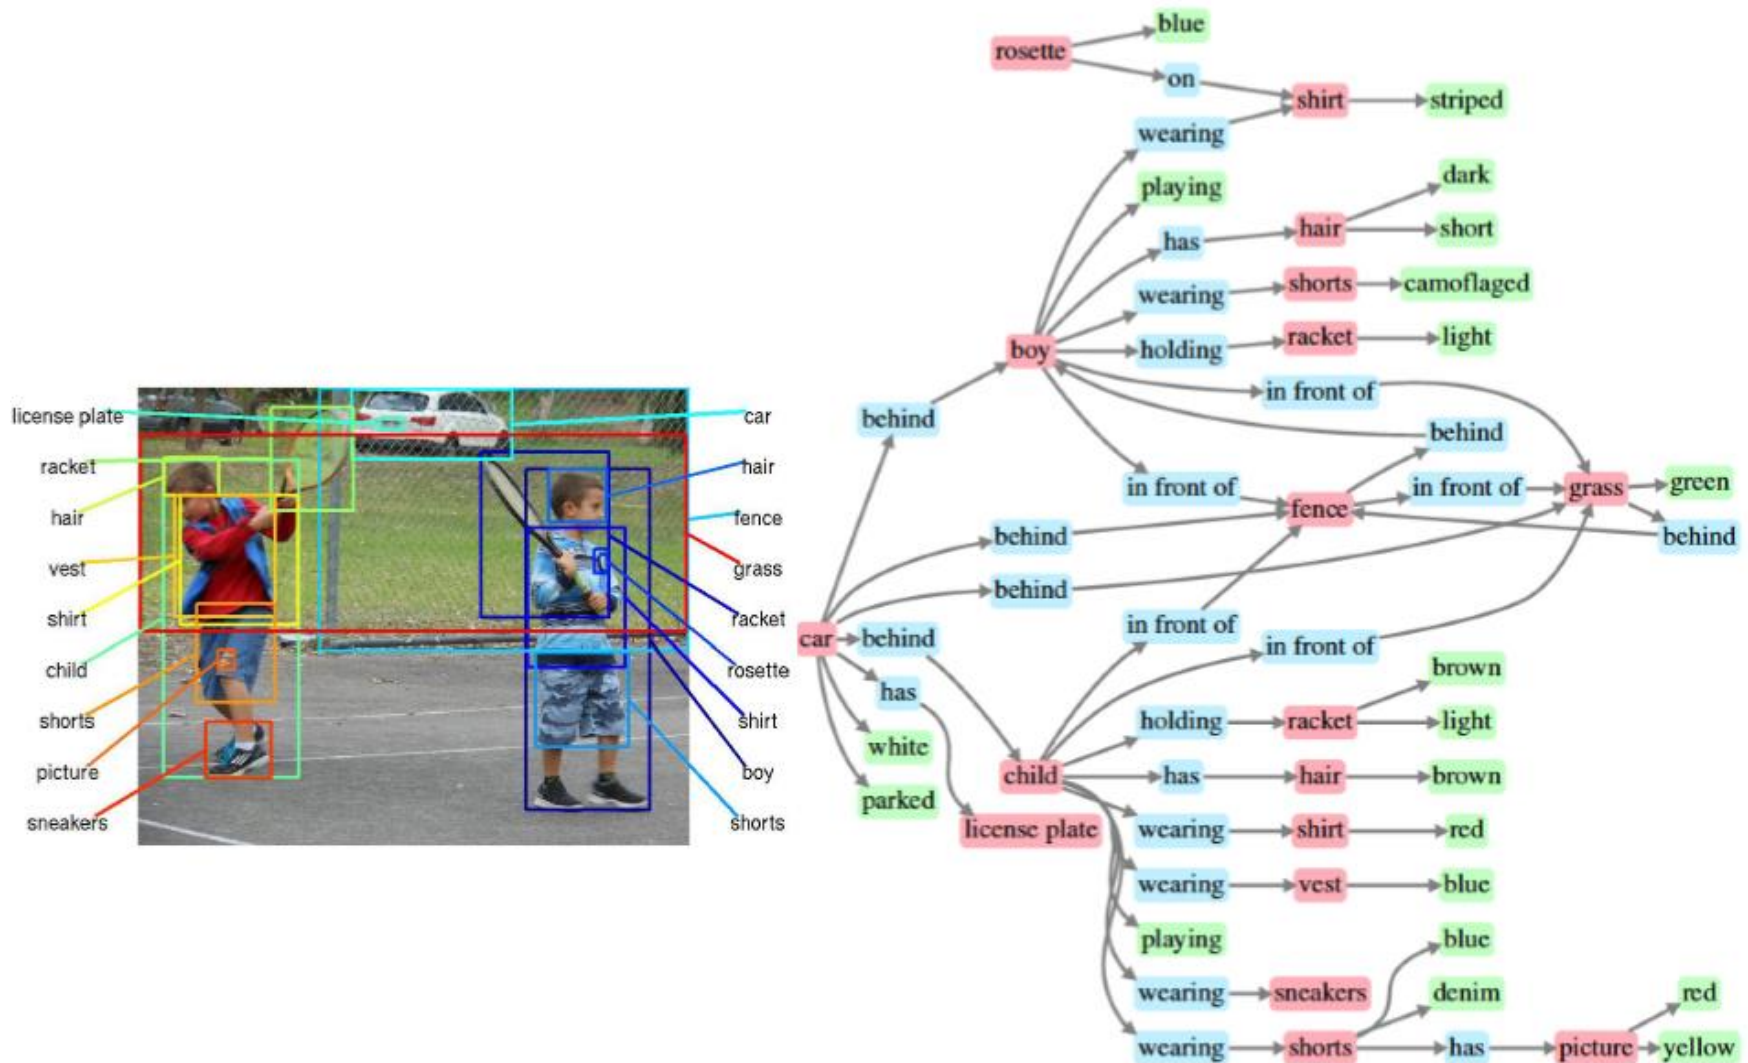 license plate
racket
hair
vest
shirt
child
shorts
picture
sneakers
car
hair
fence
grass
racket
rosette
shirt
boy
shorts
rosette
blue
on
shirt
striped
wearing
playing
dark
has
hair
short
wearing
shorts
camoflaged
boy
holding
racket
light
in front of
behind
behind
in front of
fence
in front of
grass
green
behind
behind
behind
car
behind
in front of
in front of
has
white
parked
license plate
child
holding
racket
brown
light
has
hair
brown
wearing
shirt
red
wearing
vest
blue
playing
wearing
sneakers
blue
denim
wearing
shorts
has
picture
red
yellow